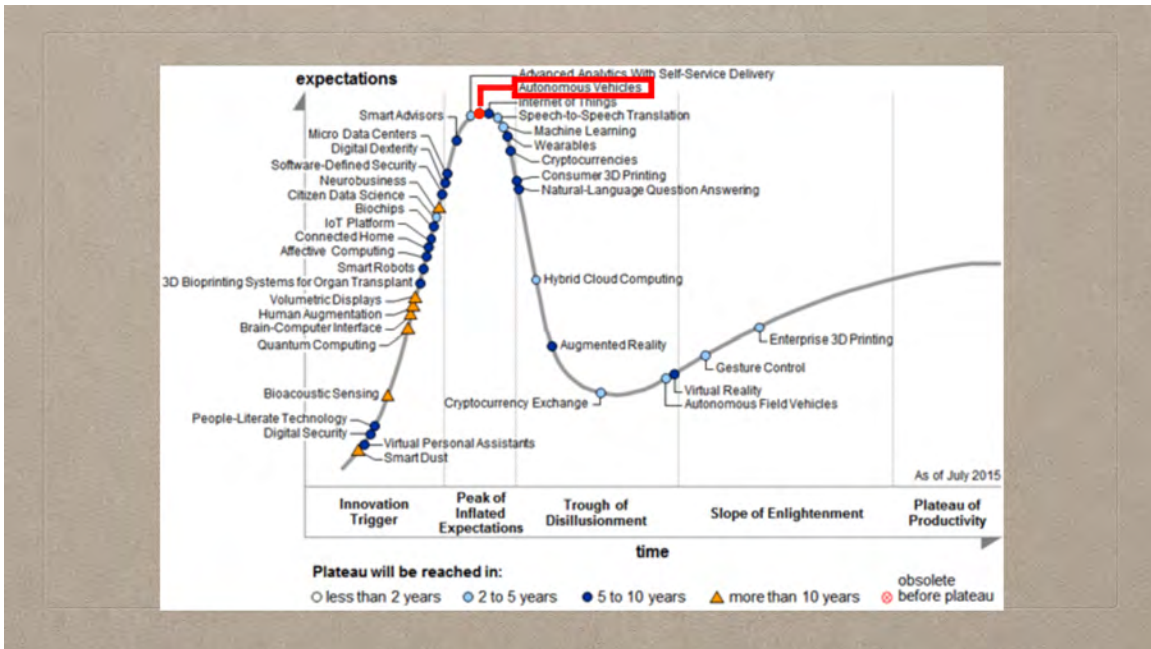 expectations
Advanced Analytics With Self-Service Delivery
Autonomous Vehicles
Internet of Things
Smart Advisors
Speech-to-Speech Translation
Micro Data Centers
Machine Learning
Digital Dexterity
Wearables
Software-Defined Security
Cryptocurrencies
Neurobusiness
Consumer 3D Printing
Citizen Data Science
Natural-Language Question Answering
Biochips
IoT Platform
Connected Home
Affective Computing
Smart Robots
3D Bioprinting Systems for Organ Transplant
Hybrid Cloud Computing
Volumetric Displays
Human Augmentation
Brain-Computer Interface
Quantum Computing
Enterprise 3D Printing
Augmented Reality
Gesture Control
Bioacoustic Sensing
Virtual Reality
Cryptocurrency Exchange
Autonomous Field Vehicles
People-Literate Technology
Digital Security
Virtual Personal Assistants
Smart Dust
As of July 2015
Innovation
Trigger
Peak of
Inflated
Expectations
Trough of
Disillusionment
Slope of Enlightenment
Plateau of
Productivity
time
Plateau will be reached in:
less than 2 years
2 to 5 years
5 to 10 years
more than 10 years
obsolete
before plateau